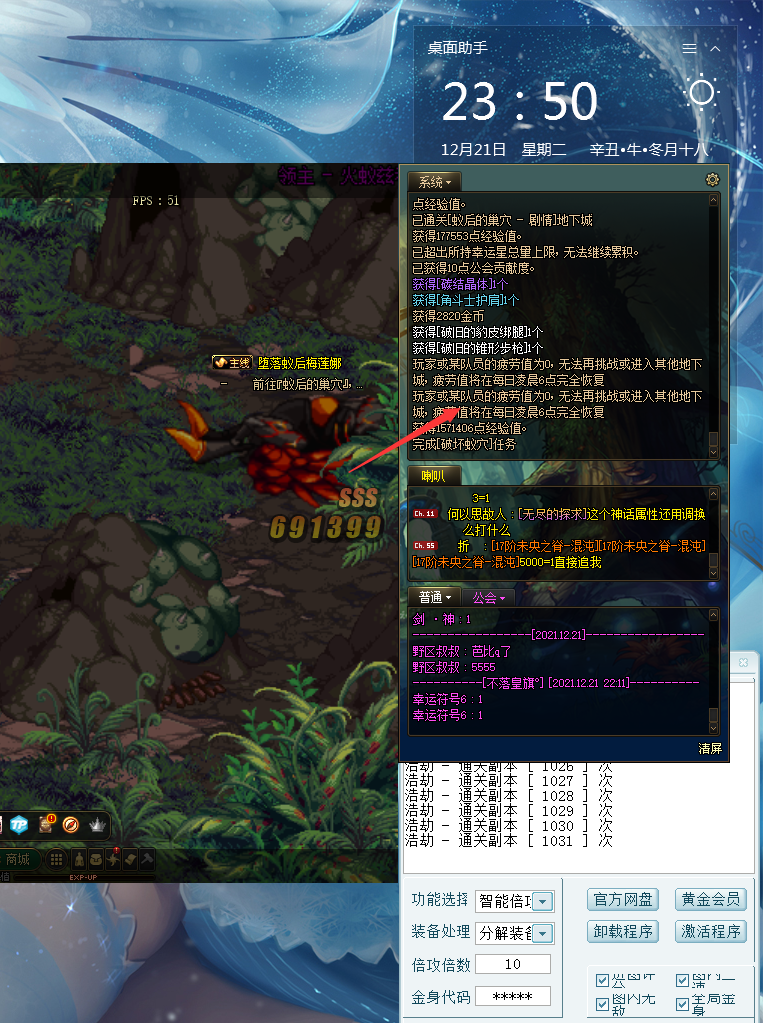 桌面助手
23:50
12月21日 星期二 辛丑•牛•冬月十八
领主 - 火蚁兹
FPS : 51
主线 堕落蚁后梅莲娜
- 前往『蚁后的巢穴』, ...
SSS
691399
系统
点经验值。
已通关[蚁后的巢穴 - 剧情]地下城
获得177553点经验值。
已超出所持幸运星总量上限, 无法继续累积。
已获得10点公会贡献度。
获得[碳结晶体]1个
获得[角斗士护肩]1个
获得2820金币
获得[破旧的豹皮绑腿]1个
获得[破旧的锥形步枪]1个
玩家或某队员的疲劳值为0, 无法再挑战或进入其他地下
城, 疲劳值将在每日凌晨6点完全恢复
玩家或某队员的疲劳值为0, 无法再挑战或进入其他地下
城, 疲劳值将在每日凌晨6点完全恢复
获得1571406点经验值。
完成[破坏蚁穴]任务
喇叭
3=1
Ch.11 何以思故人 : [无尽的探求]这个神话属性还用调换
么打什么
Ch.55 折 : [17阶未央之脊-混沌][17阶未央之脊-混沌]
[17阶未央之脊-混沌]5000=1直接追我
普通 公会
剑 · 神 : 1
-----------------[2021.12.21]-----------------
野区叔叔 : 芭比q了
野区叔叔 : 5555
----------[不落皇旗°] [2021.12.21 22:11]----------
幸运符号6 : 1
幸运符号6 : 1
清屏
浩劫 - 通关副本 [ 1026 ] 次
浩劫 - 通关副本 [ 1027 ] 次
浩劫 - 通关副本 [ 1028 ] 次
浩劫 - 通关副本 [ 1029 ] 次
浩劫 - 通关副本 [ 1030 ] 次
浩劫 - 通关副本 [ 1031 ] 次
TP
商城
EXP-UP
功能选择 智能倍攻 官方网盘 黄金会员
装备处理 分解装备 卸载程序 激活程序
倍攻倍数 10
金身代码 *****
图内无敌 全局金身